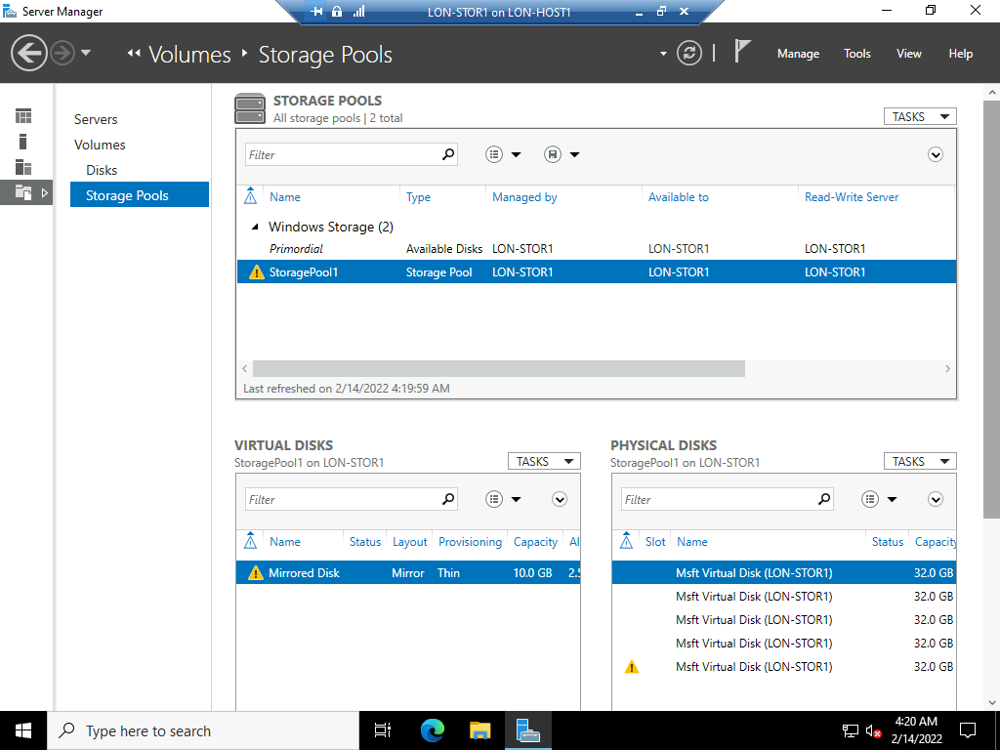 Server Manager
LON-STOR1 on LON-HOST1
Volumes Storage Pools
Manage Tools View Help
Servers
Volumes
Disks
Storage Pools
STORAGE POOLS
All storage pools | 2 total
TASKS
Filter
Name Type Managed by Available to Read-Write Server
Windows Storage (2)
Primordial Available Disks LON-STOR1 LON-STOR1 LON-STOR1
StoragePool1 Storage Pool LON-STOR1 LON-STOR1 LON-STOR1
Last refreshed on 2/14/2022 4:19:59 AM
VIRTUAL DISKS
StoragePool1 on LON-STOR1
TASKS
Filter
Name Status Layout Provisioning Capacity Al
Mirrored Disk Mirror Thin 10.0 GB 2.5
PHYSICAL DISKS
StoragePool1 on LON-STOR1
TASKS
Filter
Slot Name Status Capacity
Msft Virtual Disk (LON-STOR1) 32.0 GB
Msft Virtual Disk (LON-STOR1) 32.0 GB
Msft Virtual Disk (LON-STOR1) 32.0 GB
Msft Virtual Disk (LON-STOR1) 32.0 GB
Msft Virtual Disk (LON-STOR1) 32.0 GB
Type here to search
4:20 AM
2/14/2022